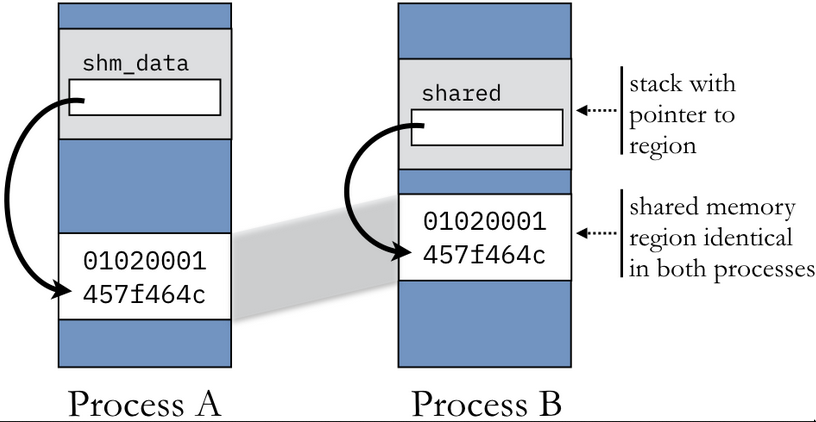 shm_data
01020001
457f464c
Process A
shared
01020001
457f464c
Process B
stack with
pointer to
region
shared memory
region identical
in both processes